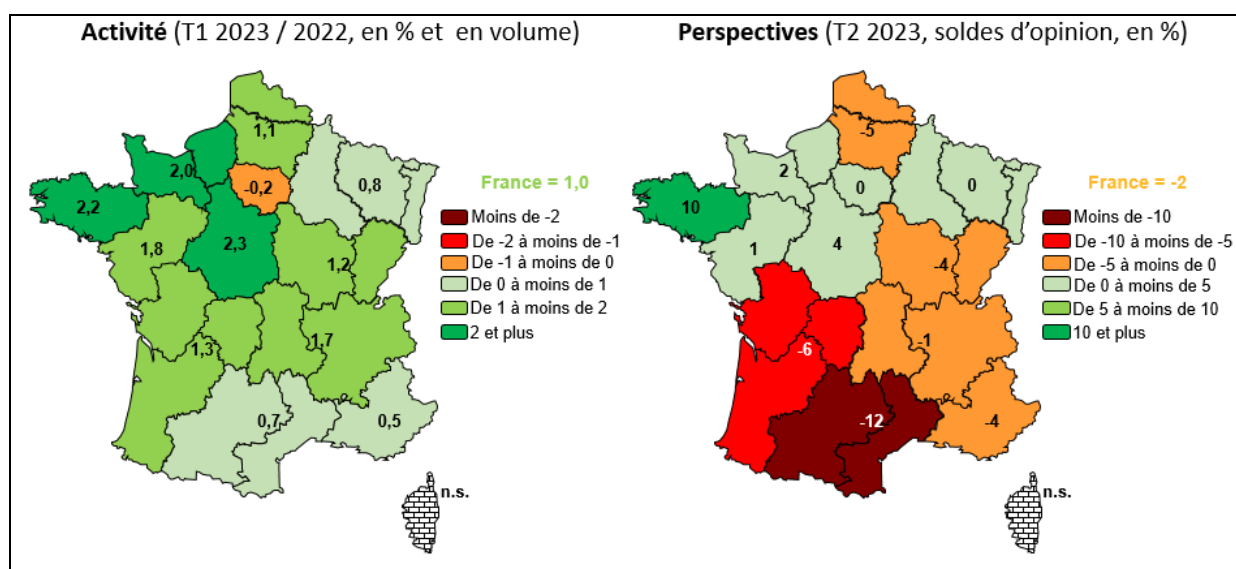 Activité (T1 2023 / 2022, en % et en volume)
1,1
2,0
-0,2
0,8
2,2
1,8
2,3
1,2
1,3
1,7
0,7
0,5
n.s.
France = 1,0
Moins de -2
De -2 à moins de -1
De -1 à moins de 0
De 0 à moins de 1
De 1 à moins de 2
2 et plus
Perspectives (T2 2023, soldes d'opinion, en %)
-5
2
0
0
10
1
4
-4
-6
-1
-12
-4
n.s.
France = -2
Moins de -10
De -10 à moins de -5
De -5 à moins de 0
De 0 à moins de 5
De 5 à moins de 10
10 et plus